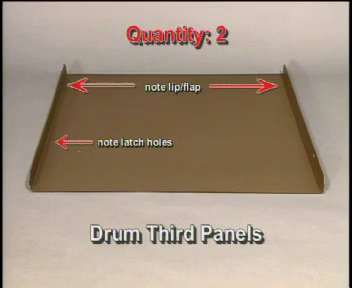 Quantity: 2
note lip/flap
note latch holes
Drum Third Panels